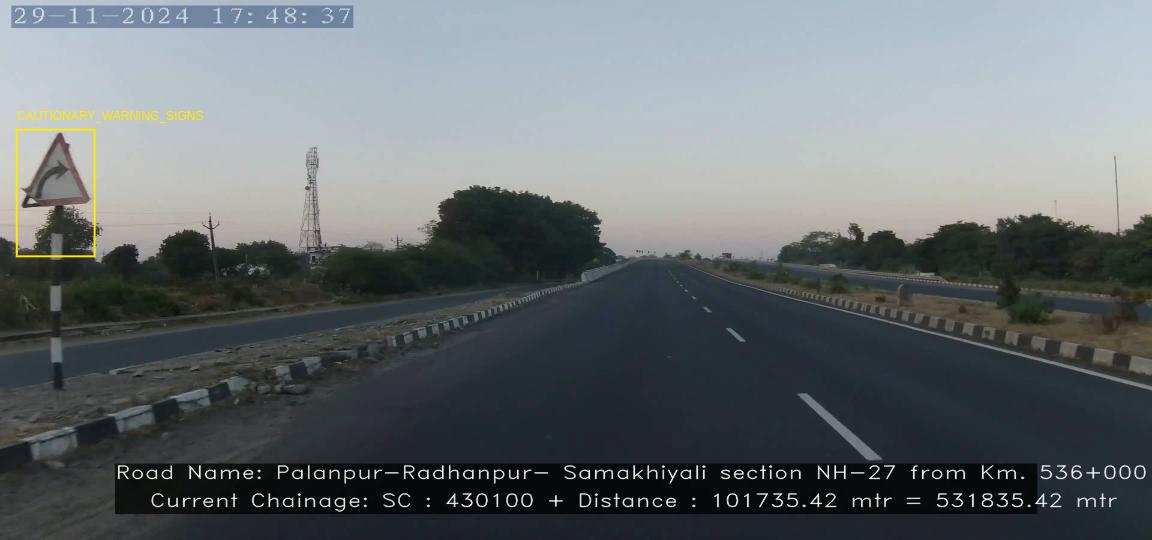 29-11-2024 17:48:37
CAUTIONARY_WARNING_SIGNS
Road Name: Palanpur-Radhanpur- Samakhiyali section NH-27 from Km. 536+000
Current Chainage: SC : 430100 + Distance : 101735.42 mtr = 531835.42 mtr